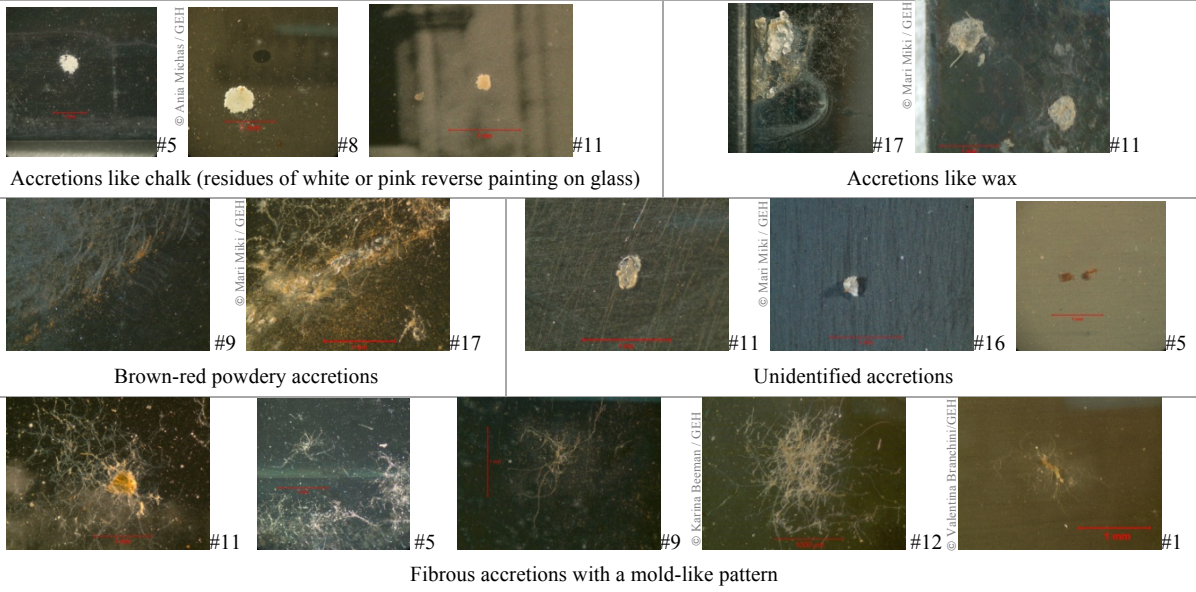 #5
© Ania Michas / GEH
#8
#11
#17
© Mari Miki / GEH
#11
Accretions like chalk (residues of white or pink reverse painting on glass)
Accretions like wax
#9
© Mari Miki / GEH
#17
#11
© Mari Miki / GEH
#16
#5
Brown-red powdery accretions
Unidentified accretions
#11
#5
#9
© Karina Beeman / GEH
#12
© Valentina Branchini/GEH
1 mm
#1
Fibrous accretions with a mold-like pattern